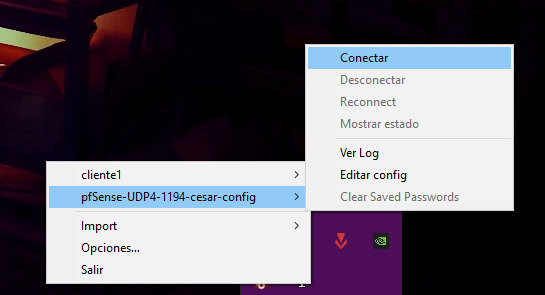 Conectar
Desconectar
Reconnect
Mostrar estado
Ver Log
Editar config
Clear Saved Passwords
cliente1
pfSense-UDP4-1194-cesar-config
Import
Opciones...
Salir